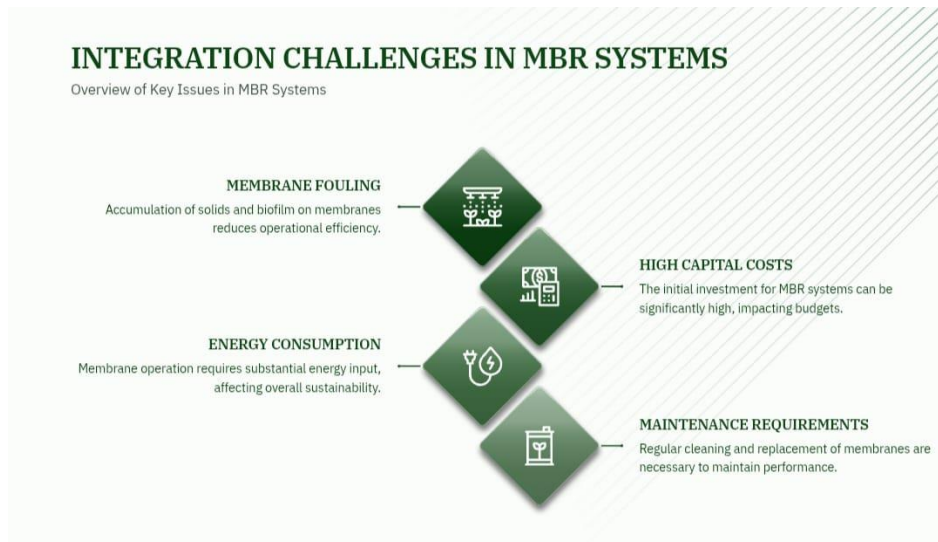 INTEGRATION CHALLENGES IN MBR SYSTEMS
Overview of Key Issues in MBR Systems
MEMBRANE FOULING
Accumulation of solids and biofilm on membranes
reduces operational efficiency.
HIGH CAPITAL COSTS
The initial investment for MBR systems can be
significantly high, impacting budgets.
ENERGY CONSUMPTION
Membrane operation requires substantial energy input,
affecting overall sustainability.
MAINTENANCE REQUIREMENTS
Regular cleaning and replacement of membranes are
necessary to maintain performance.